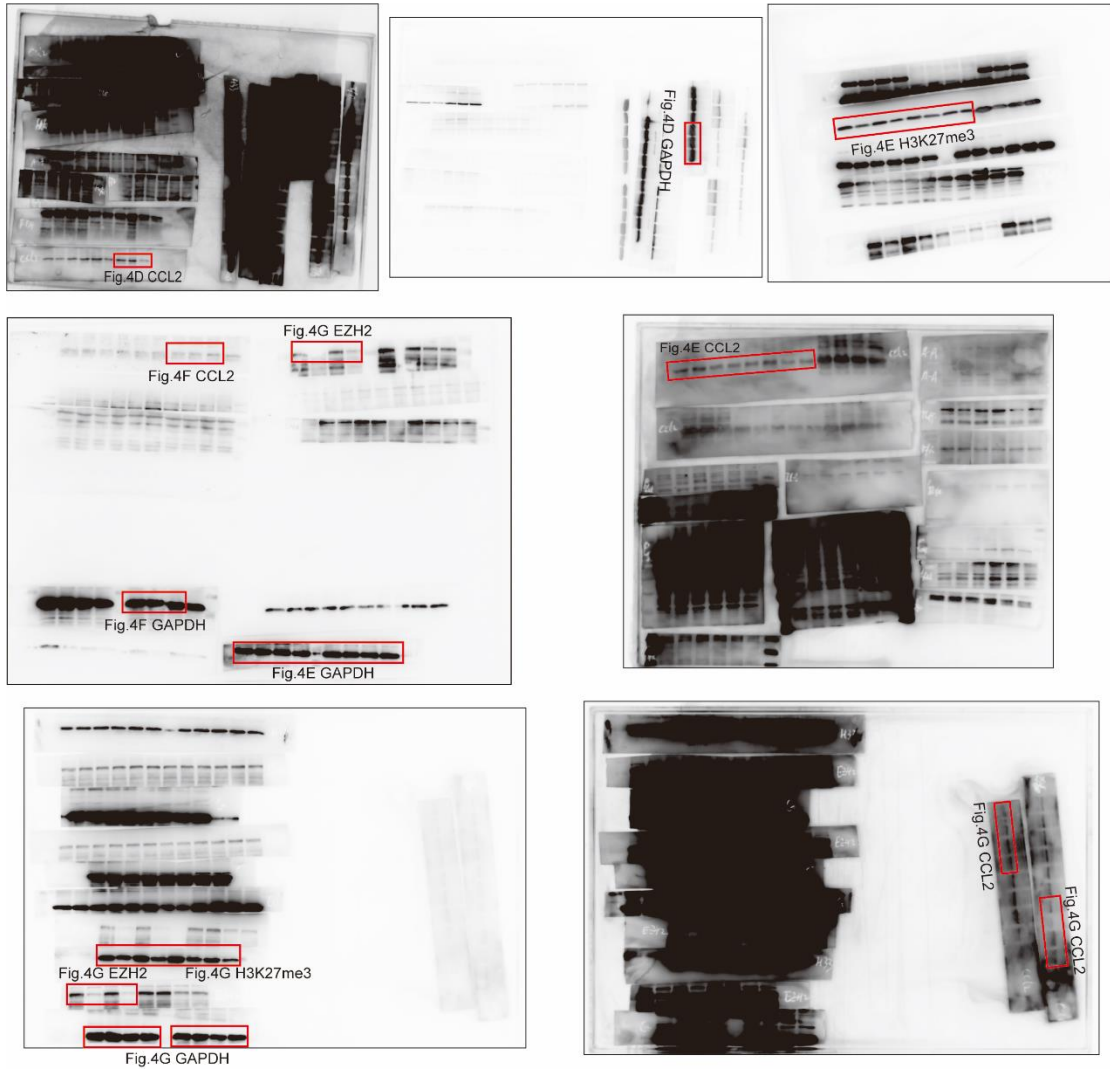 Fig.4D CCL2
Fig.4D GAPDH
Fig.4E H3K27me3
Fig.4G EZH2
Fig.4F CCL2
Fig.4F GAPDH
Fig.4E GAPDH
Fig.4E CCL2
Fig.4G EZH2
Fig.4G H3K27me3
Fig.4G GAPDH
Fig.4G CCL2
Fig.4G CCL2